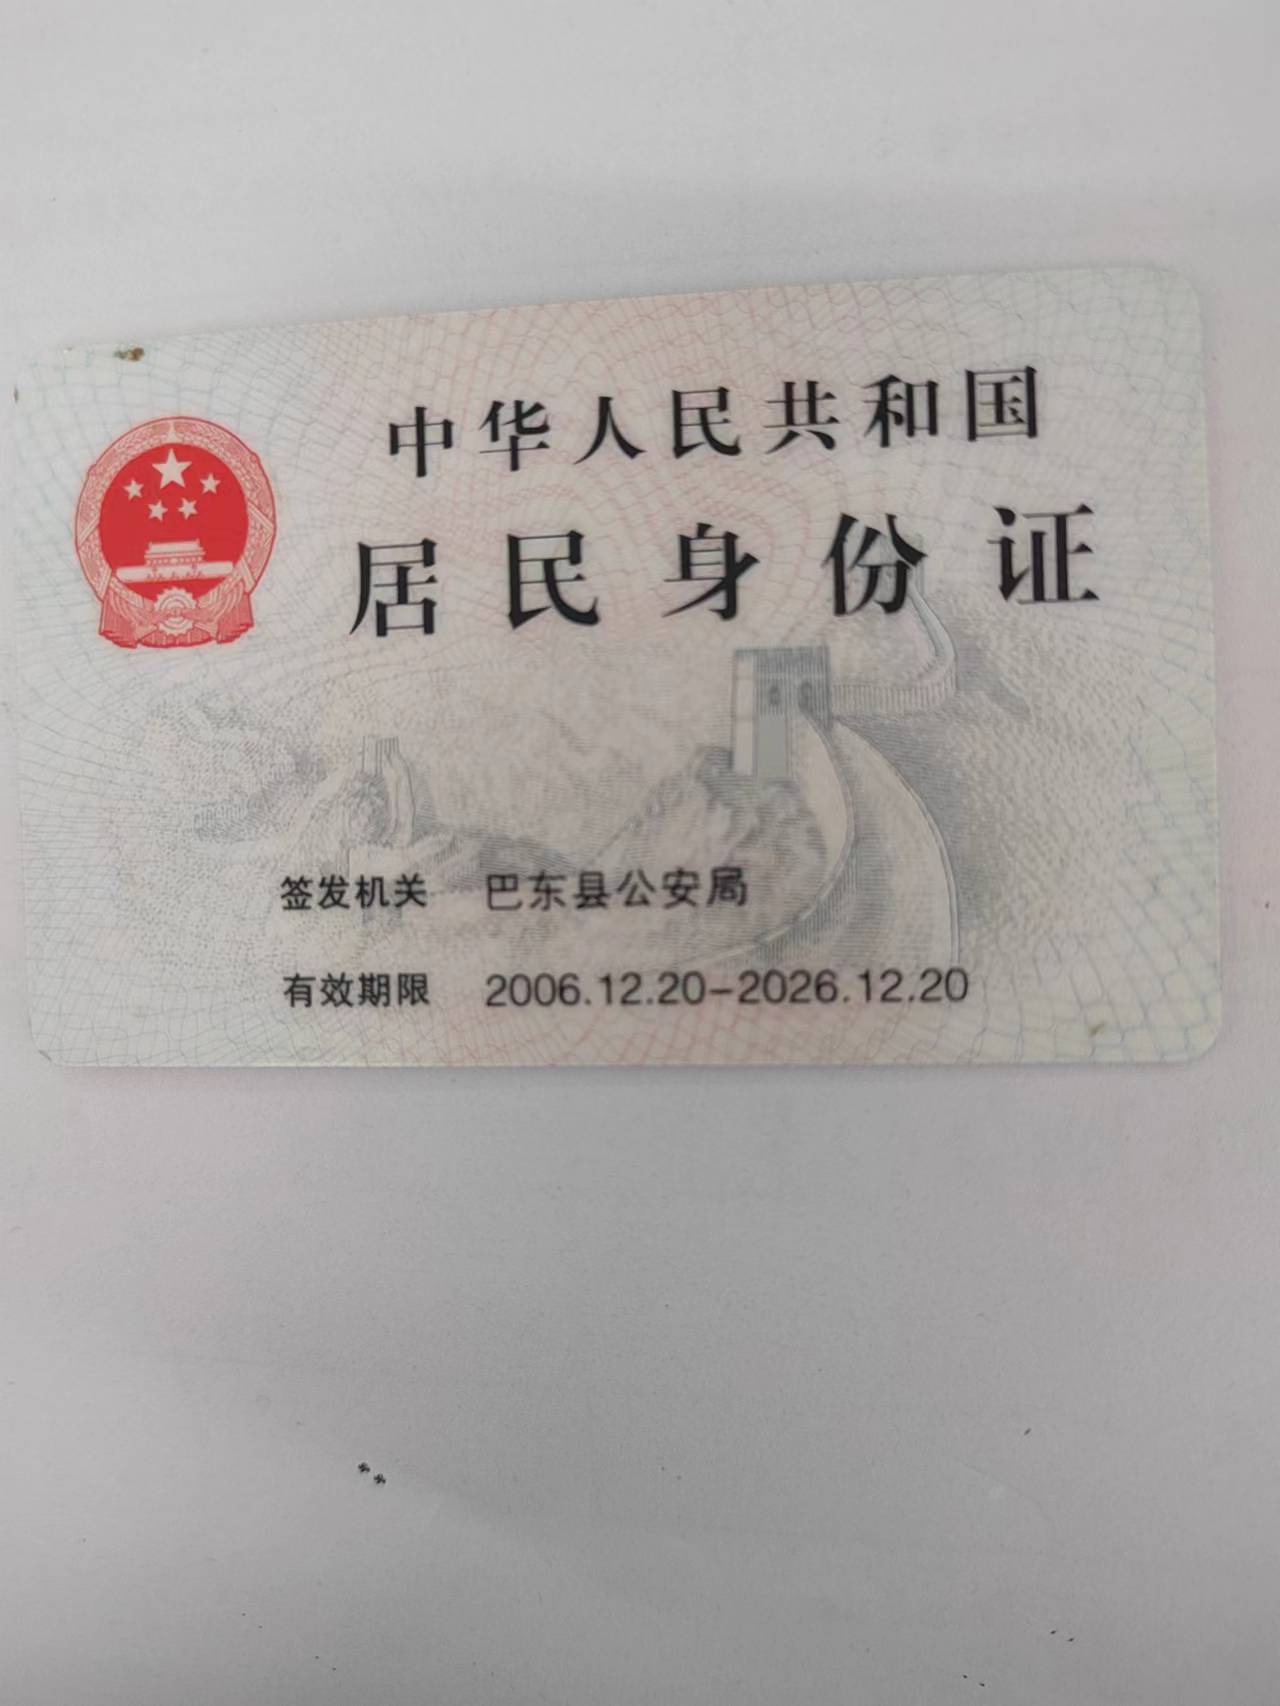 中华人民共和国
居民身份证
签发机关 巴东县公安局
有效期限 2006.12.20-2026.12.20